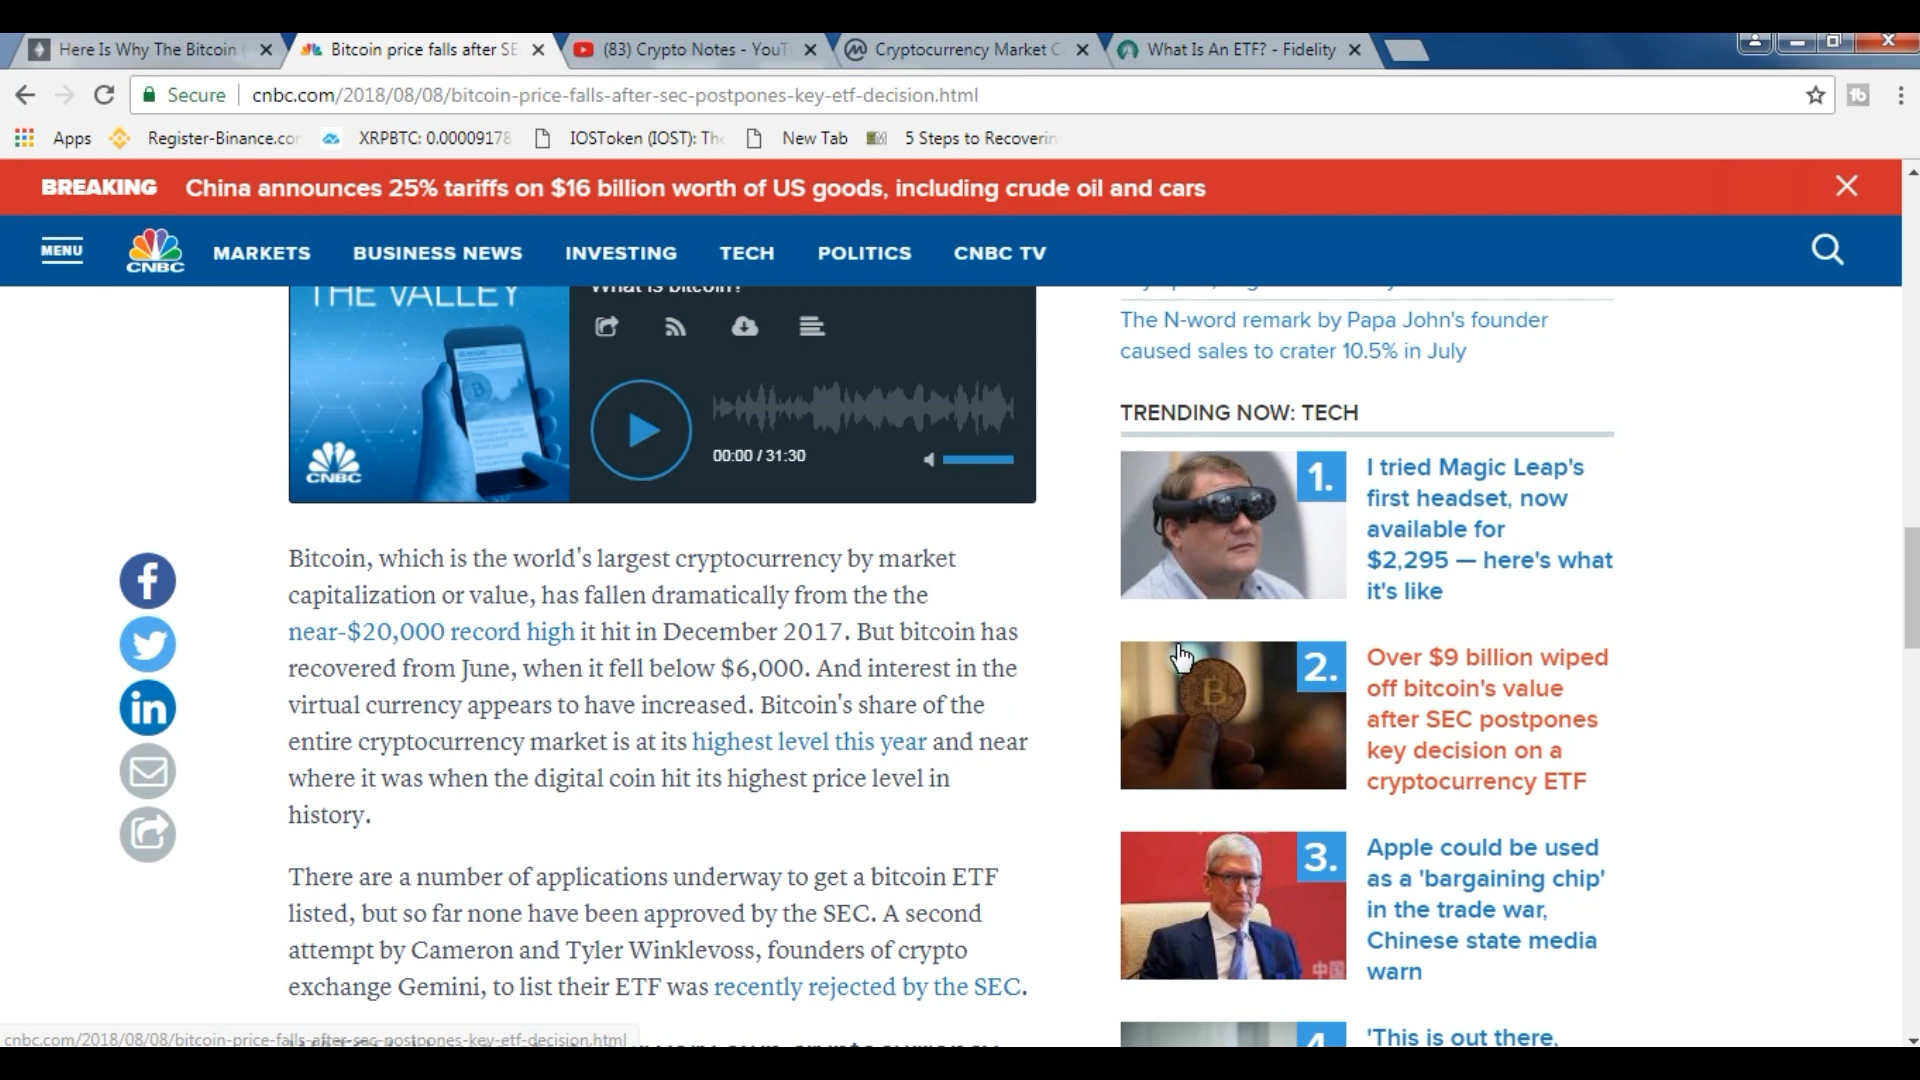 Here Is Why The Bitcoin
Bitcoin price falls after SE
(83) Crypto Notes - YouT
Cryptocurrency Market C
What Is An ETF? - Fidelity
Secure
cnbc.com/2018/08/08/bitcoin-price-falls-after-sec-postpones-key-etf-decision.html
Apps
Register-Binance.co
XRPBTC: 0.00009178
IOSToken (IOST): Th
New Tab
5 Steps to Recoverin
BREAKING China announces 25% tariffs on $16 billion worth of US goods, including crude oil and cars
MENU
CNBC
MARKETS
BUSINESS NEWS
INVESTING
TECH
POLITICS
CNBC TV
THE VALLEY
What is bitcoin?
CNBC
00:00 / 31:30
Bitcoin, which is the world's largest cryptocurrency by market
capitalization or value, has fallen dramatically from the the
near-$20,000 record high it hit in December 2017. But bitcoin has
recovered from June, when it fell below $6,000. And interest in the
virtual currency appears to have increased. Bitcoin's share of the
entire cryptocurrency market is at its highest level this year and near
where it was when the digital coin hit its highest price level in
history.
There are a number of applications underway to get a bitcoin ETF
listed, but so far none have been approved by the SEC. A second
attempt by Cameron and Tyler Winklevoss, founders of crypto
exchange Gemini, to list their ETF was recently rejected by the SEC.
The N-word remark by Papa John's founder
caused sales to crater 10.5% in July
TRENDING NOW: TECH
1.
I tried Magic Leap's
first headset, now
available for
$2,295 — here's what
it's like
2.
Over $9 billion wiped
off bitcoin's value
after SEC postpones
key decision on a
cryptocurrency ETF
3.
Apple could be used
as a 'bargaining chip'
in the trade war,
Chinese state media
warn
中国
4.
'This is out there,
cnbc.com/2018/08/08/bitcoin-price-falls-after-sec-postpones-key-etf-decision.html